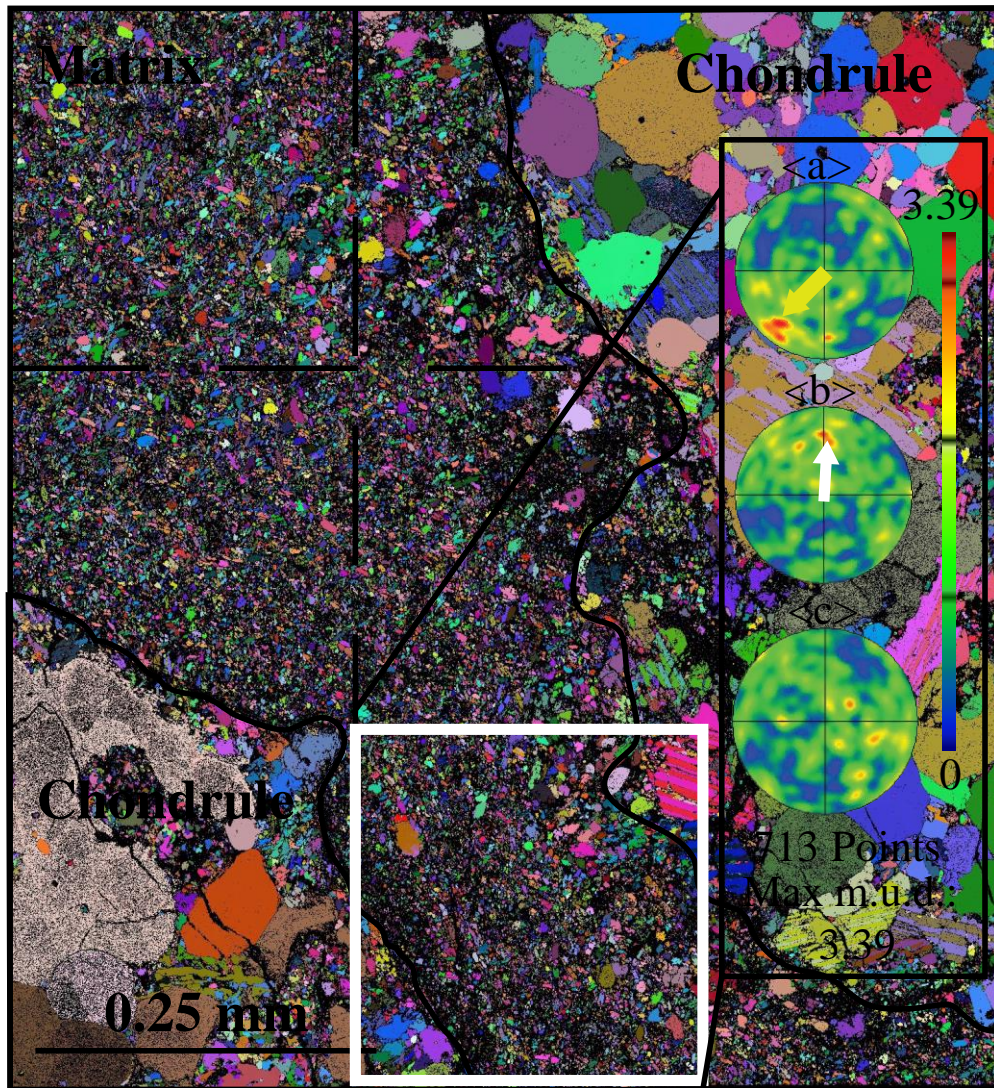 Matrix
Chondrule
<a>
3.39
<b>
<c>
0
Chondrule
713 Points
Max m.u.d.:
3.39
0.25 mm